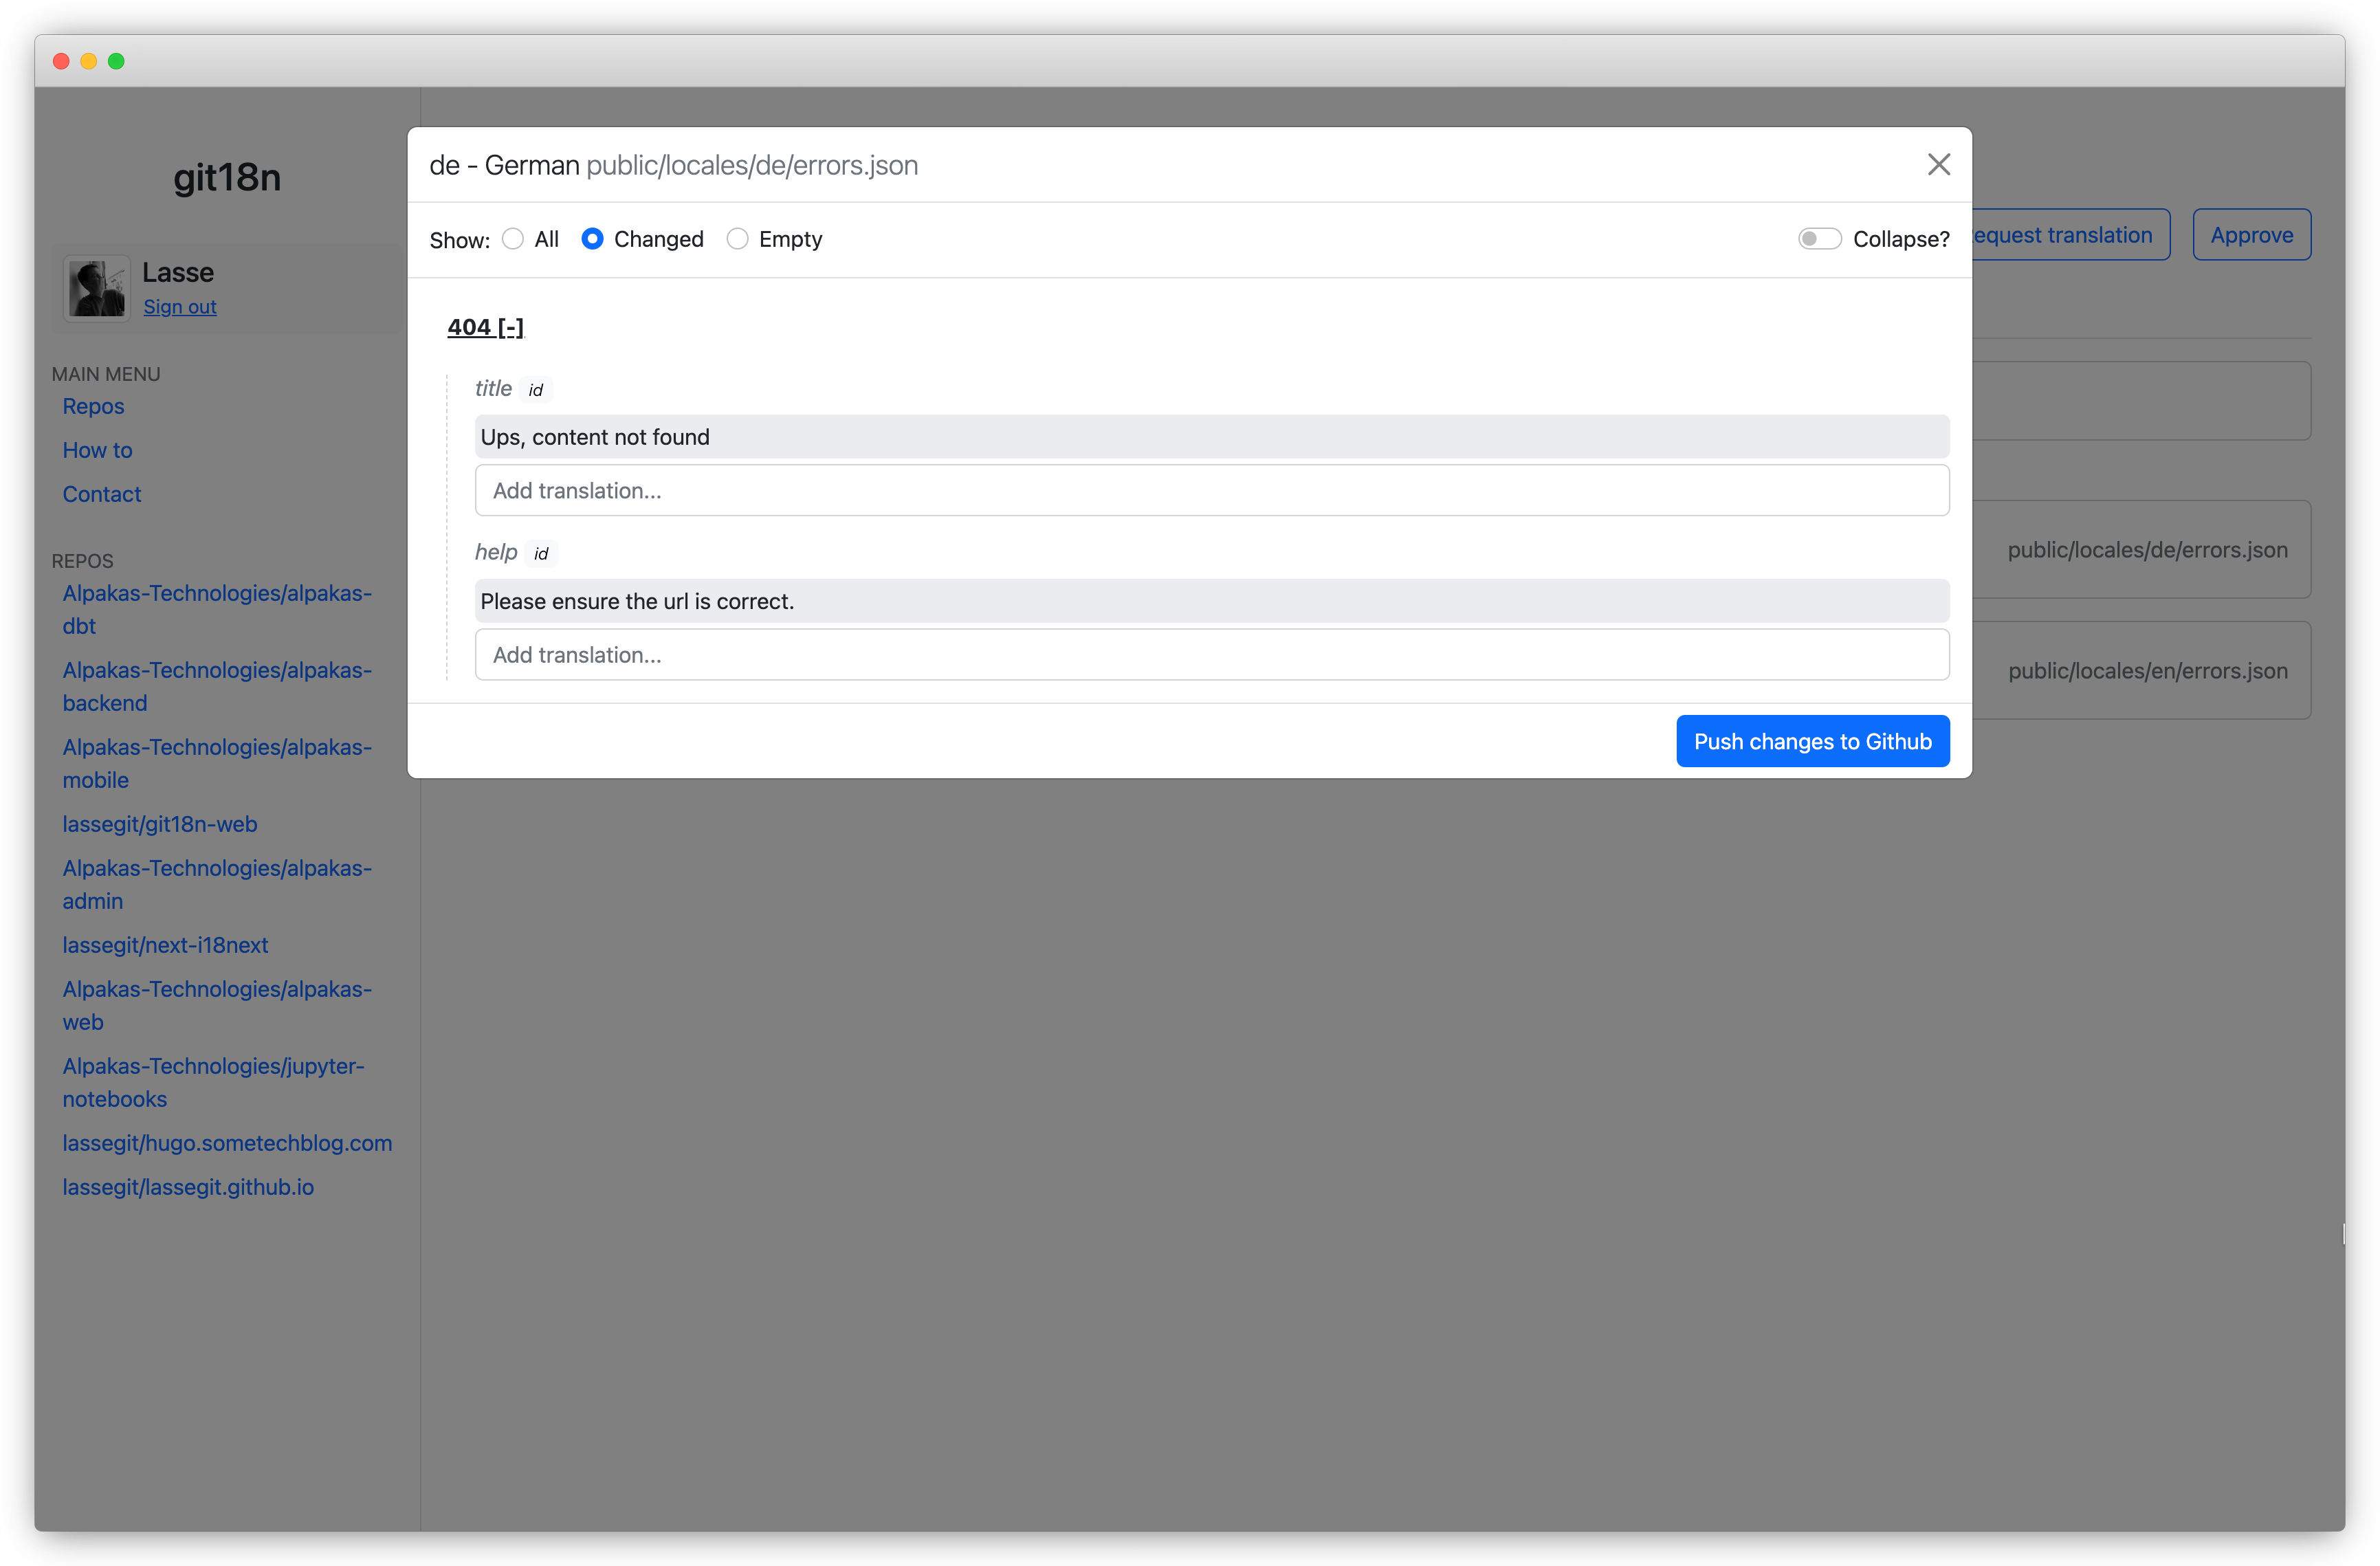 git18n
Lasse
Sign out
MAIN MENU
Repos
How to
Contact
REPOS
Alpakas-Technologies/alpakas-
dbt
Alpakas-Technologies/alpakas-
backend
Alpakas-Technologies/alpakas-
mobile
lassegit/git18n-web
Alpakas-Technologies/alpakas-
admin
lassegit/next-i18next
Alpakas-Technologies/alpakas-
web
Alpakas-Technologies/jupyter-
notebooks
lassegit/hugo.sometechblog.com
lassegit/lassegit.github.io
de - German public/locales/de/errors.json
Show: All Changed Empty Collapse?
404 [-]
title id
Ups, content not found
Add translation...
help id
Please ensure the url is correct.
Add translation...
Push changes to Github
equest translation Approve
public/locales/de/errors.json
public/locales/en/errors.json